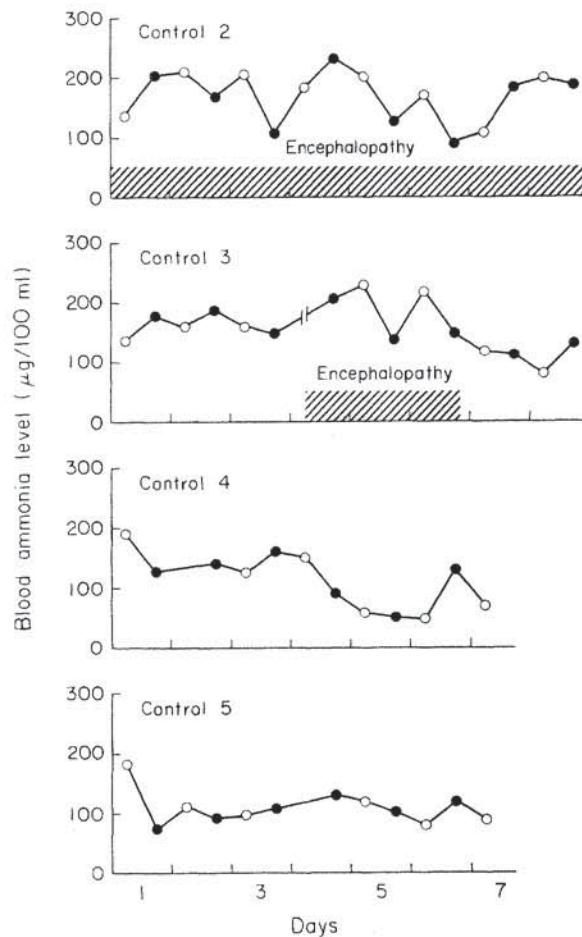 300
Control 2
200
100
Encephalopathy
0
300
Control 3
200
100
Encephalopathy
0
Blood ammonia level (μg/100 ml)
300
Control 4
200
100
0
300
Control 5
200
100
0
1 3 5 7
Days